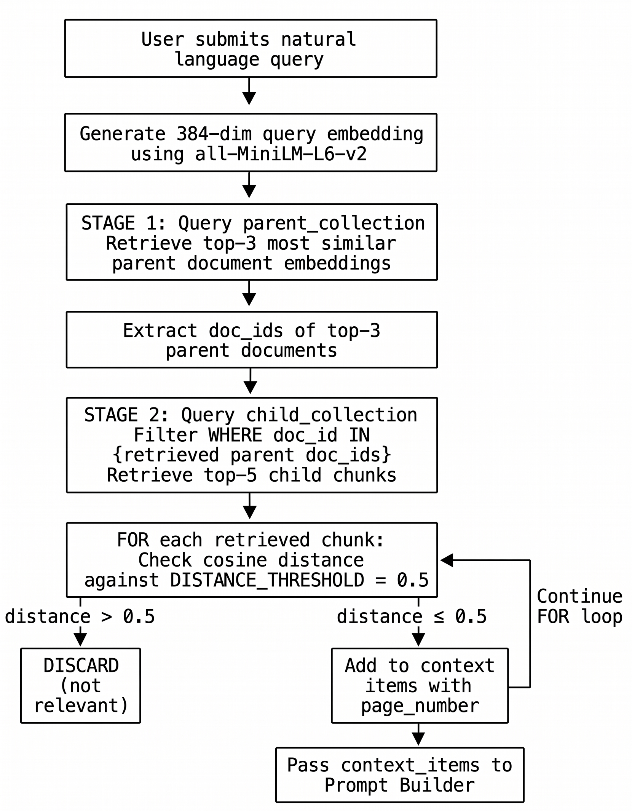 User submits natural
language query
Generate 384-dim query embedding
using all-MiniLM-L6-v2
STAGE 1: Query parent_collection
Retrieve top-3 most similar
parent document embeddings
Extract doc_ids of top-3
parent documents
STAGE 2: Query child_collection
Filter WHERE doc_id IN
{retrieved parent doc_ids}
Retrieve top-5 child chunks
FOR each retrieved chunk:
Check cosine distance
against DISTANCE_THRESHOLD = 0.5
Continue
FOR loop
distance > 0.5
distance ≤ 0.5
DISCARD
(not
relevant)
Add to context
items with
page_number
Pass context_items to
Prompt Builder